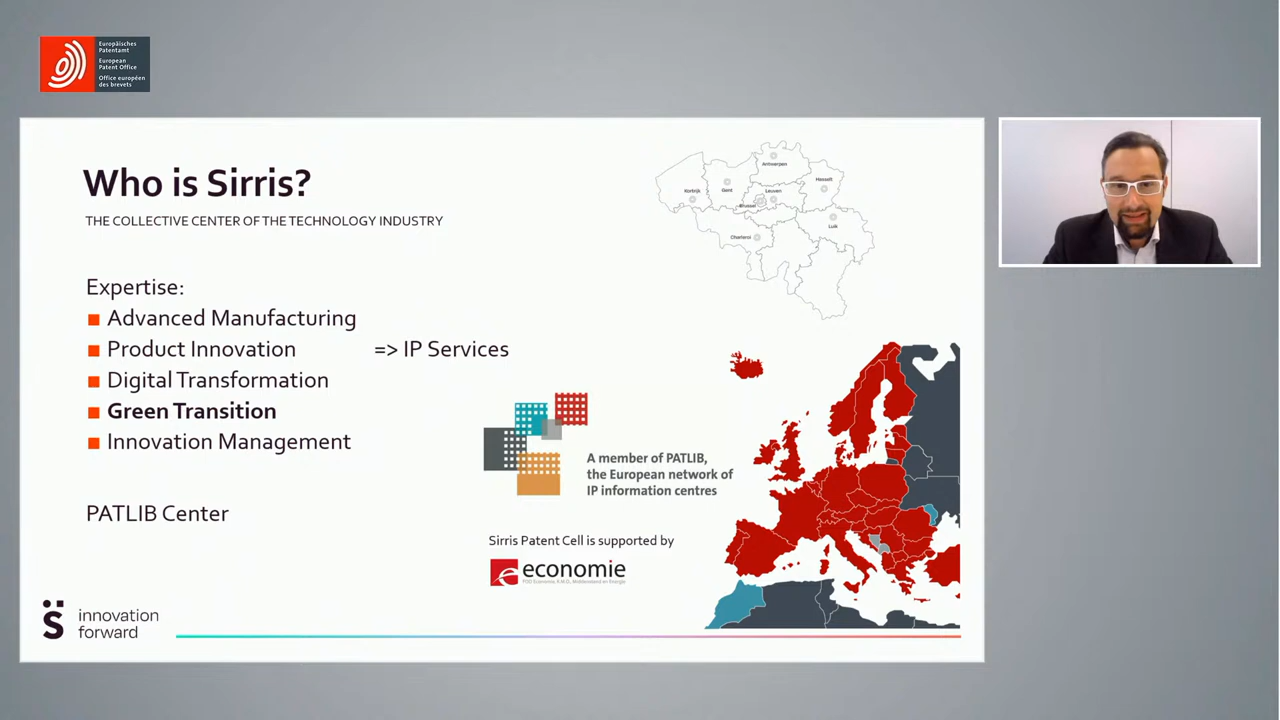 Europäisches
Patentamt
European
Patent Office
Office européen
des brevets
Who is Sirris?
THE COLLECTIVE CENTER OF THE TECHNOLOGY INDUSTRY
Expertise:
Advanced Manufacturing
Product Innovation => IP Services
Digital Transformation
Green Transition
Innovation Management
PATLIB Center
Antwerpen
Kortrijk
Gent
Hasselt
Leuven
Brussel
Luik
Charleroi
A member of PATLIB,
the European network of
IP information centres
Sirris Patent Cell is supported by
economie
innovation
forward